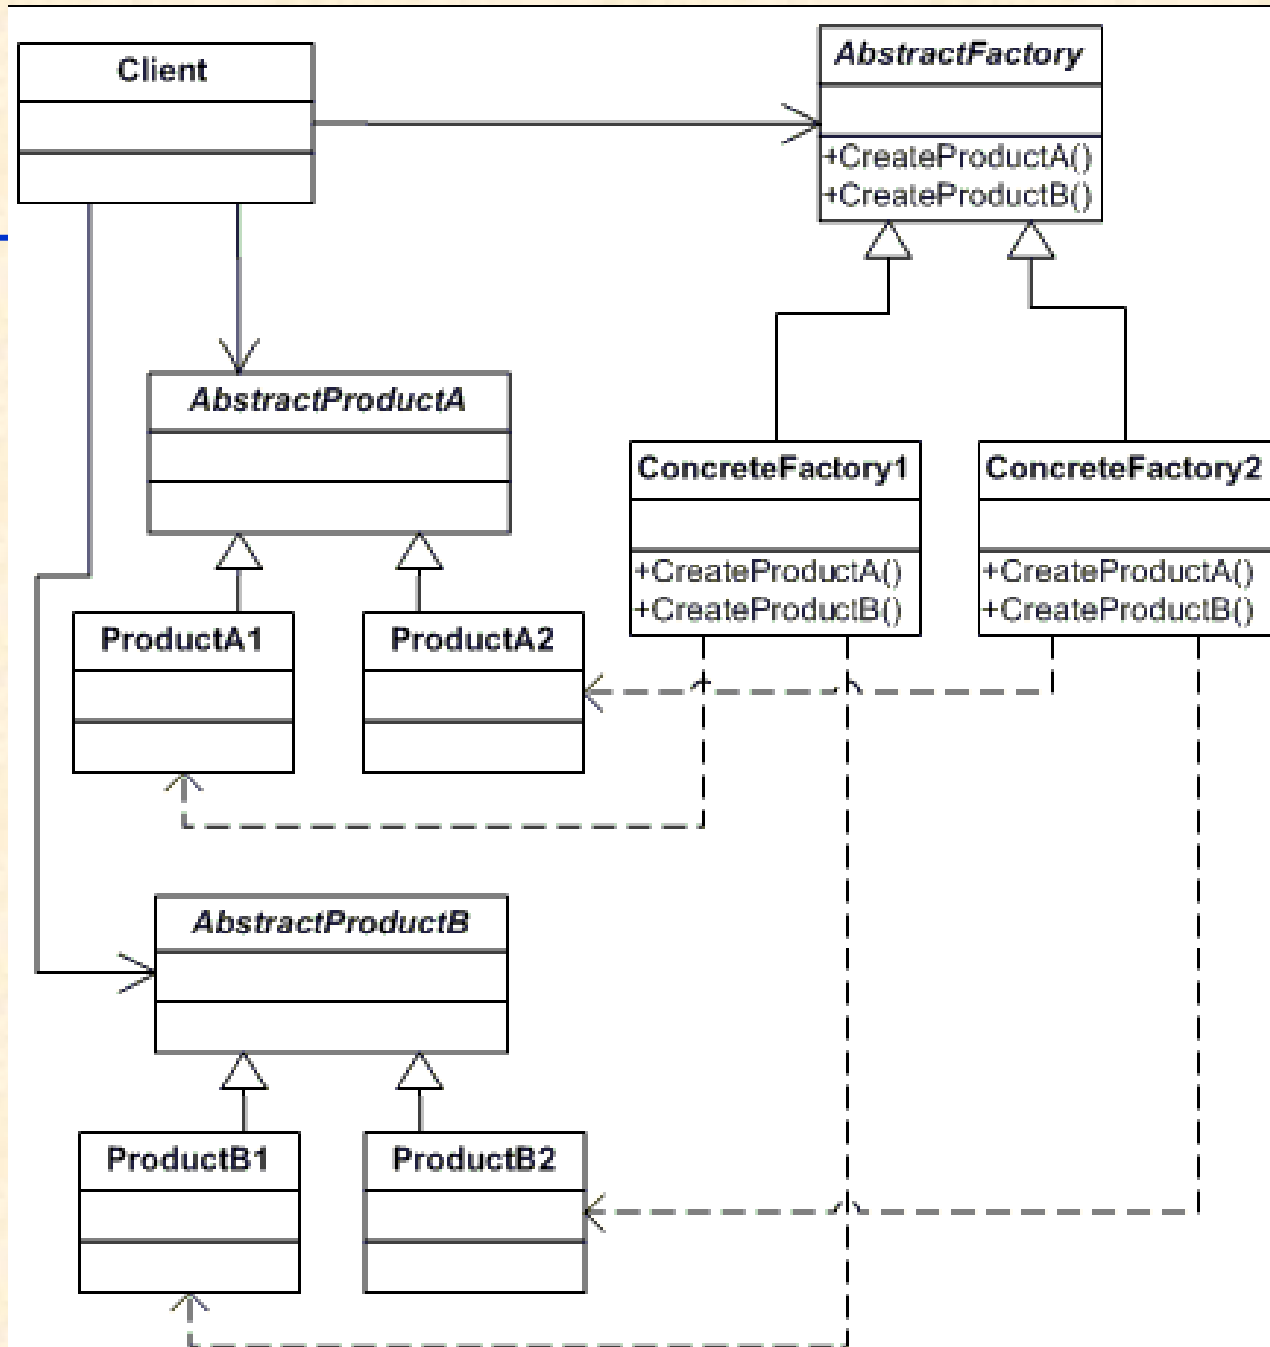 Client
AbstractFactory
+CreateProductA()
+CreateProductB()
AbstractProductA
ConcreteFactory1
+CreateProductA()
+CreateProductB()
ConcreteFactory2
+CreateProductA()
+CreateProductB()
ProductA1
ProductA2
AbstractProductB
ProductB1
ProductB2